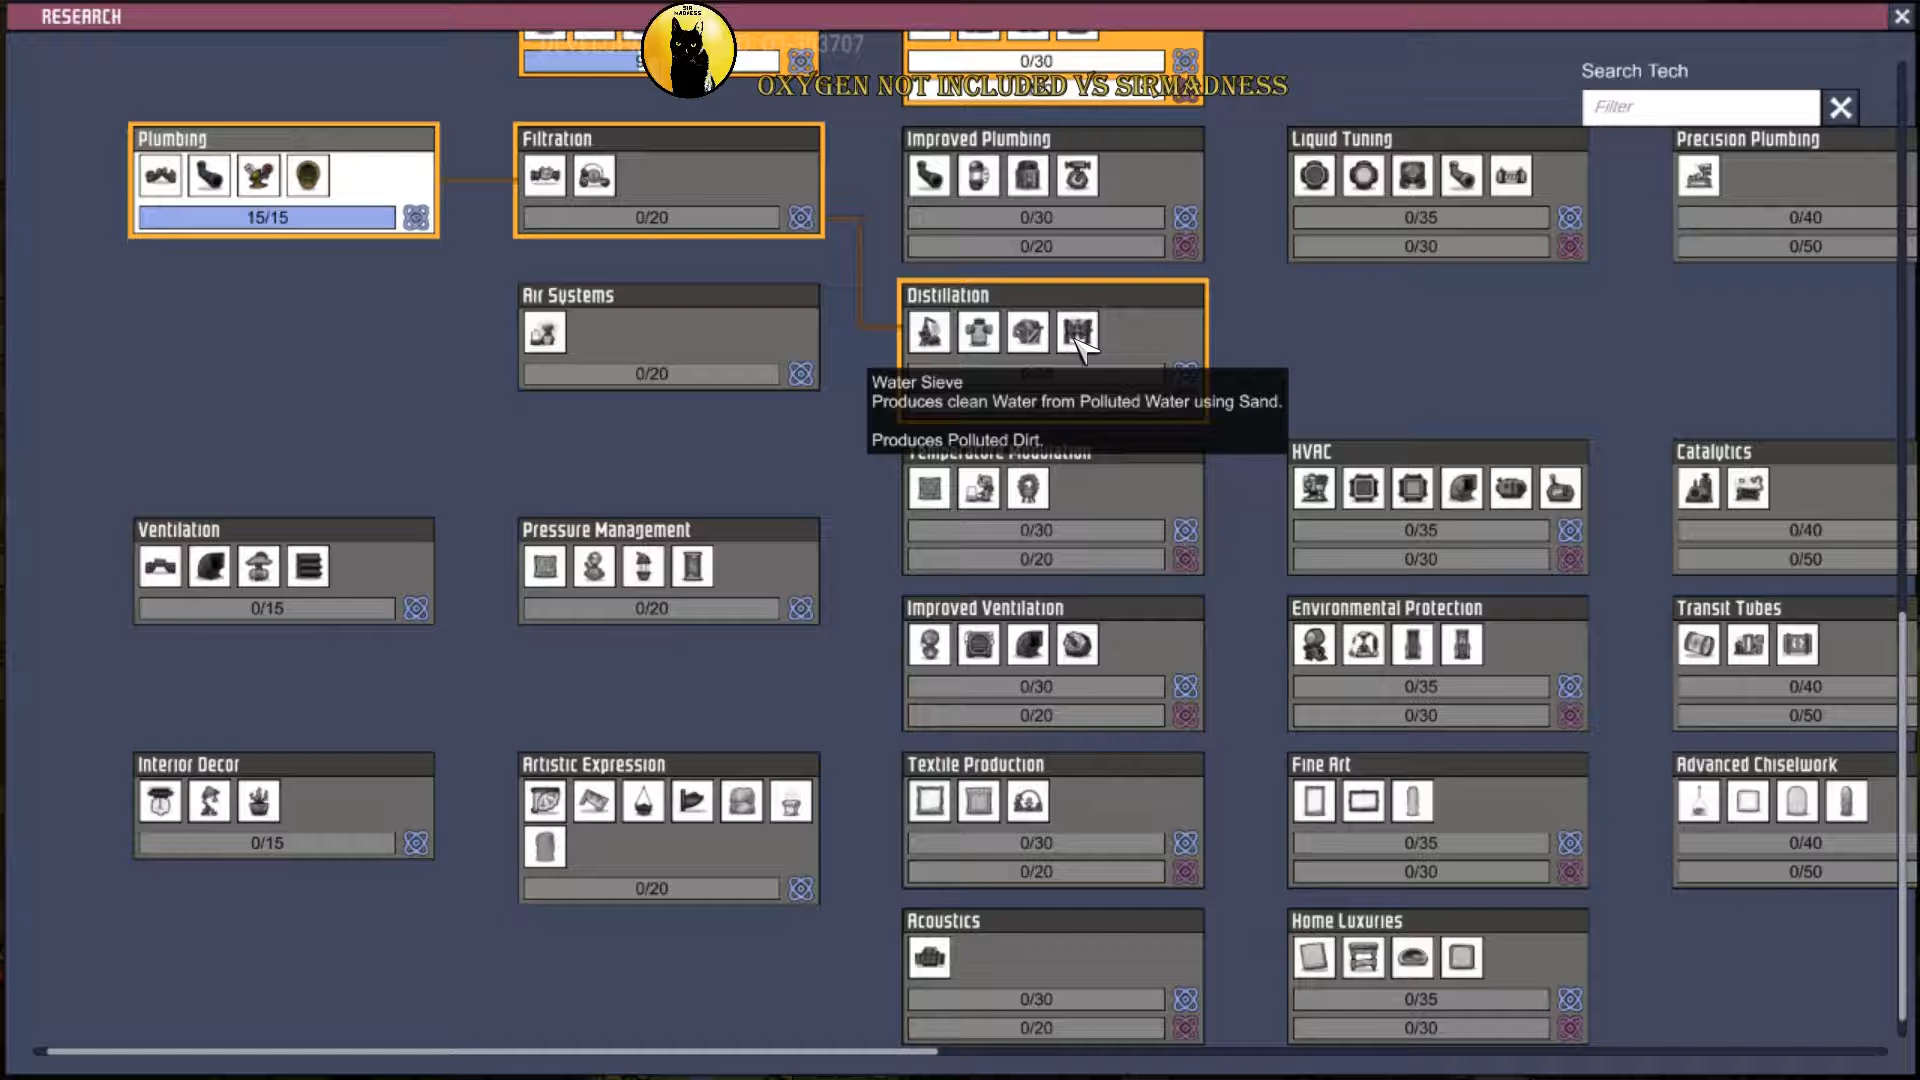 RESEARCH
SIR
MADNESS
3707
0/30
OXYGEN NOT INCLUDED VS SIRMADNESS
Search Tech
Filter
Plumbing
15/15
Filtration
0/20
Improved Plumbing
0/30
0/20
Liquid Tuning
0/35
0/30
Precision Plumbing
0/40
0/50
Air Systems
0/20
Distillation
Water Sieve
Produces clean Water from Polluted Water using Sand.
Produces Polluted Dirt.
Temperature Modulation
0/30
0/20
HVAC
0/35
0/30
Catalytics
0/40
0/50
Ventilation
0/15
Pressure Management
0/20
Improved Ventilation
0/30
0/20
Environmental Protection
0/35
0/30
Transit Tubes
0/40
0/50
Interior Decor
0/15
Artistic Expression
0/20
Textile Production
0/30
0/20
Fine Art
0/35
0/30
Advanced Chiselwork
0/40
0/50
Acoustics
0/30
0/20
Home Luxuries
0/35
0/30